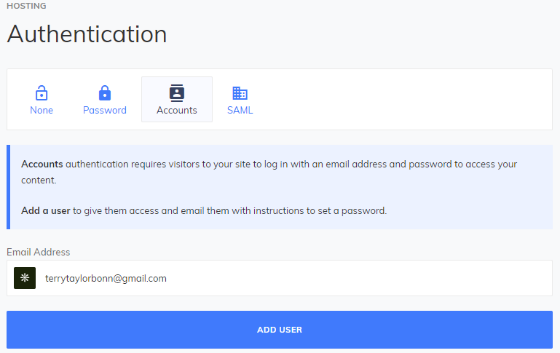 HOSTING
Authentication
None
Password
Accounts
SAML
Accounts authentication requires visitors to your site to log in with an email address and password to access your
content.
Add a user to give them access and email them with instructions to set a password.
Email Address
terrytaylorbonn@gmail.com
ADD USER